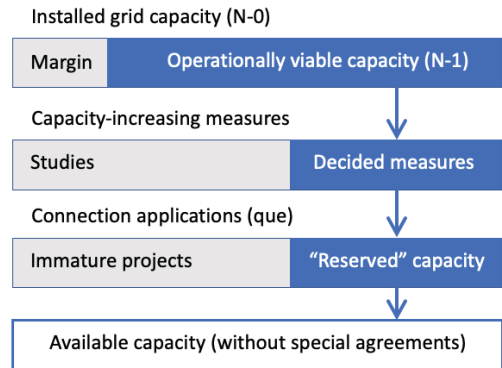 Installed grid capacity (N-0)
Margin
Operationally viable capacity (N-1)
Capacity-increasing measures
Studies
Decided measures
Connection applications (que)
Immature projects
“Reserved” capacity
Available capacity (without special agreements)